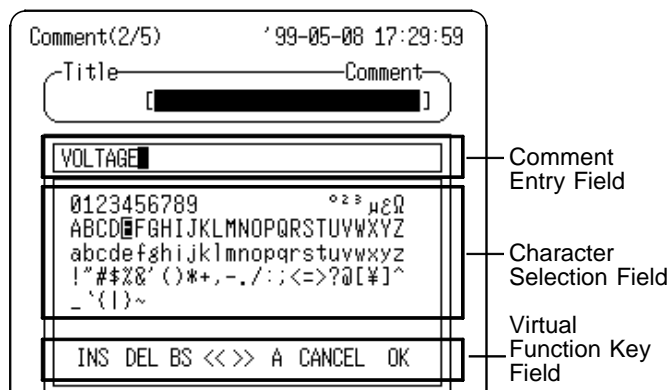 Comment(2/5) '99-05-08 17:29:59
Title Comment
[ ]
VOLTAGE
Comment
Entry Field
0123456789 °²³µεΩ
ABCDEFGHIJKLMNOPQRSTUVWXYZ
abcdefghijklmnopqrstuvwxyz
!"#$%&'()*+,-./:;<=>?@[¥]^
_`{|}~
Character
Selection Field
INS DEL BS << >> A CANCEL OK
Virtual
Function Key
Field